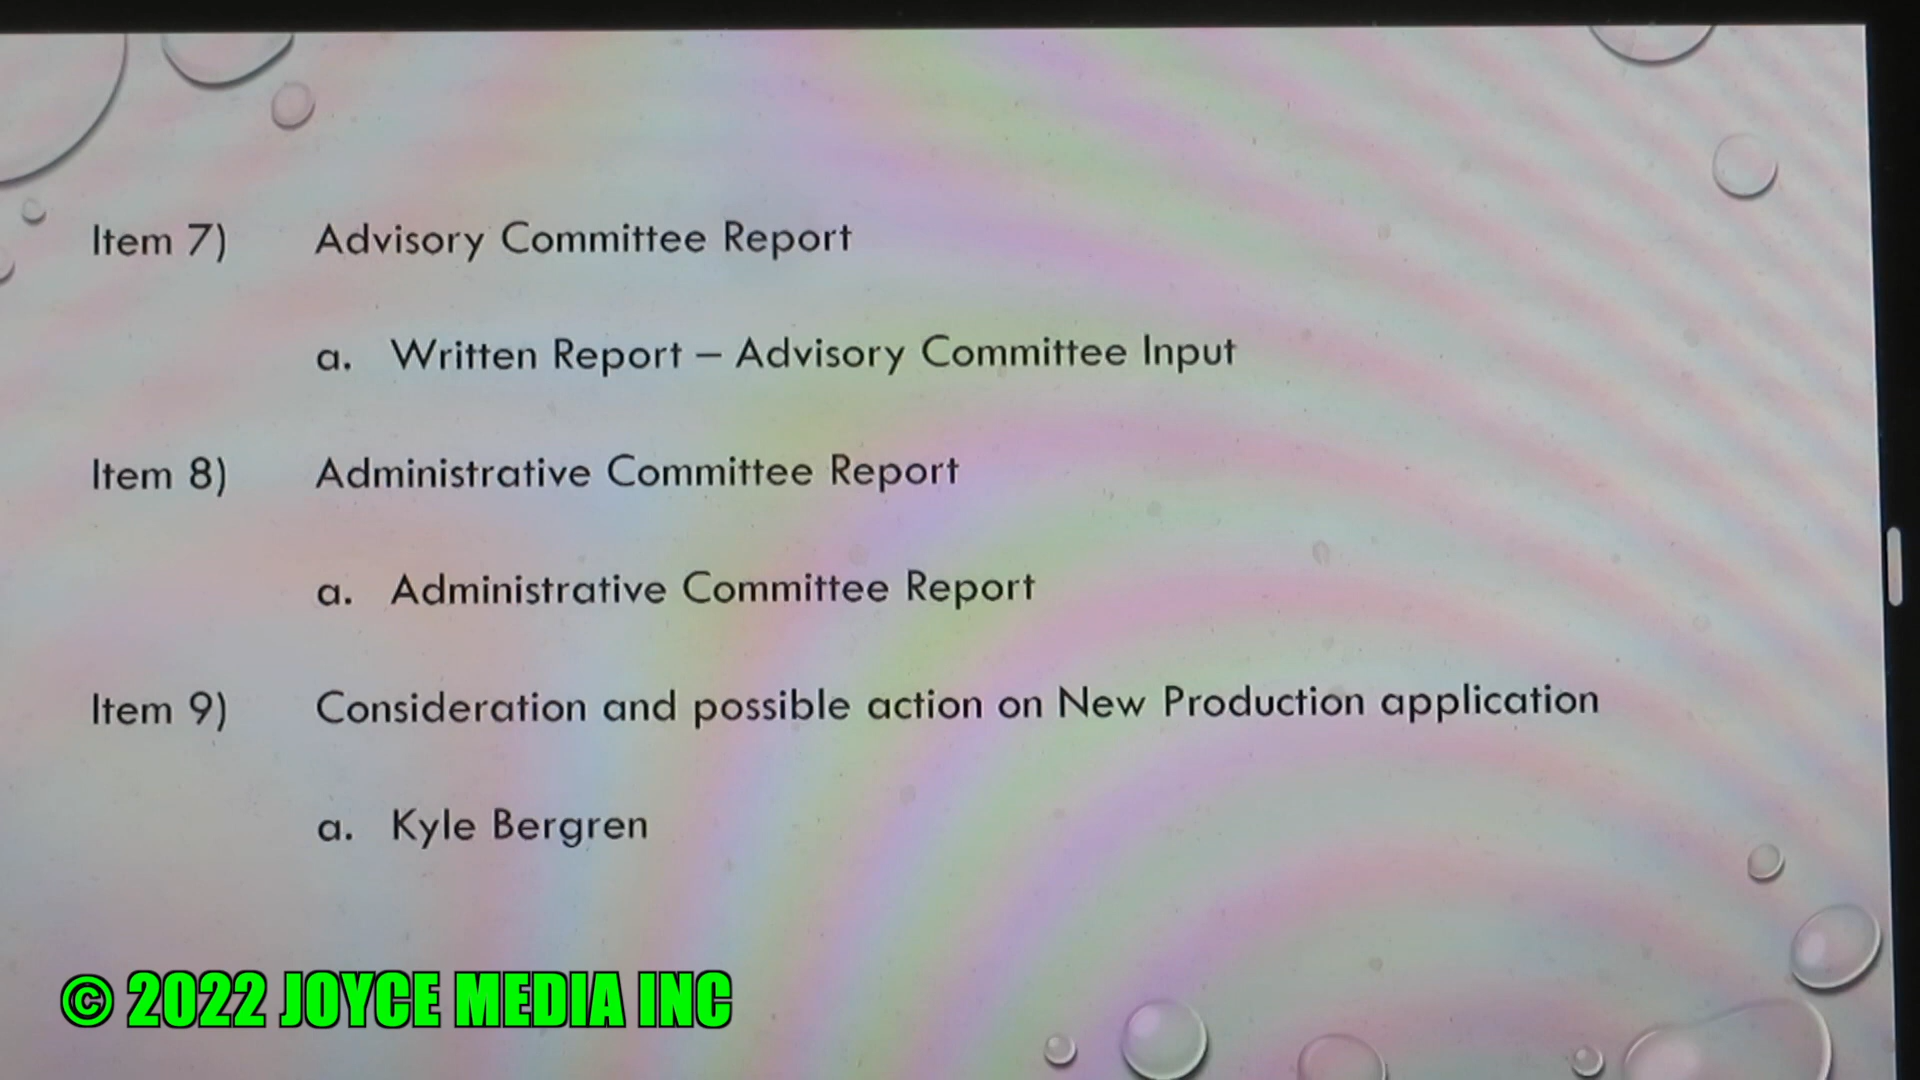 Item 7) Advisory Committee Report
a. Written Report – Advisory Committee Input
Item 8) Administrative Committee Report
a. Administrative Committee Report
Item 9) Consideration and possible action on New Production application
a. Kyle Bergren
© 2022 JOYCE MEDIA INC